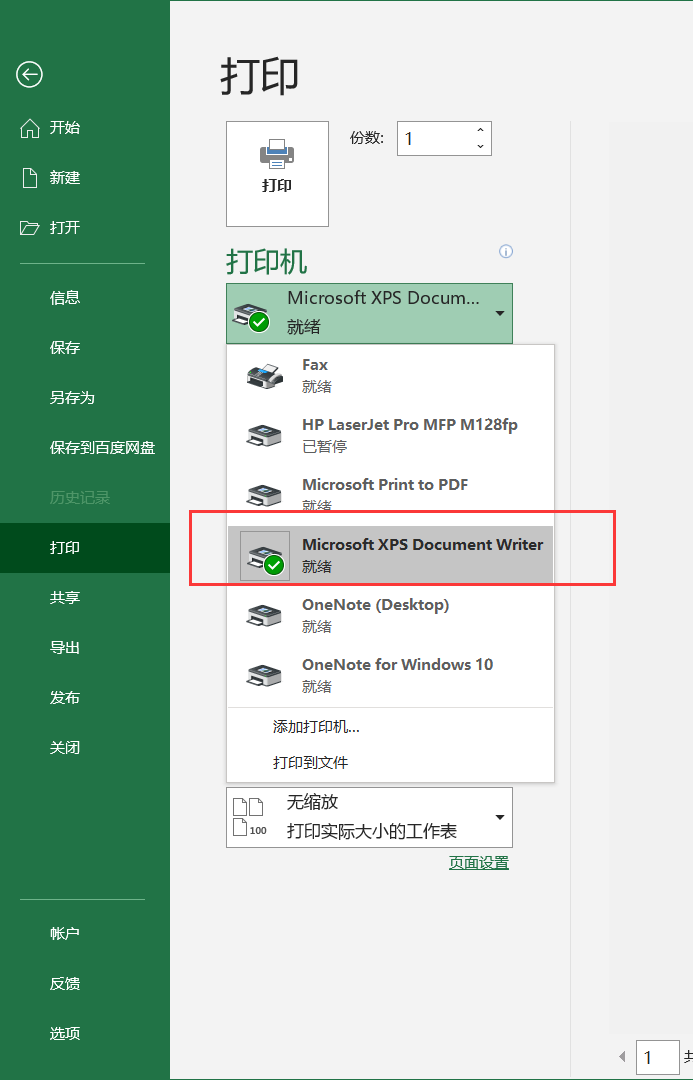 打印
开始
新建
打开
信息
保存
另存为
保存到百度网盘
历史记录
打印
共享
导出
发布
关闭
帐户
反馈
选项
打印
份数:
1
打印机
Microsoft XPS Docum...
就绪
Fax
就绪
HP LaserJet Pro MFP M128fp
已暂停
Microsoft Print to PDF
就绪
Microsoft XPS Document Writer
就绪
OneNote (Desktop)
就绪
OneNote for Windows 10
就绪
添加打印机...
打印到文件
100
无缩放
打印实际大小的工作表
页面设置
1
共